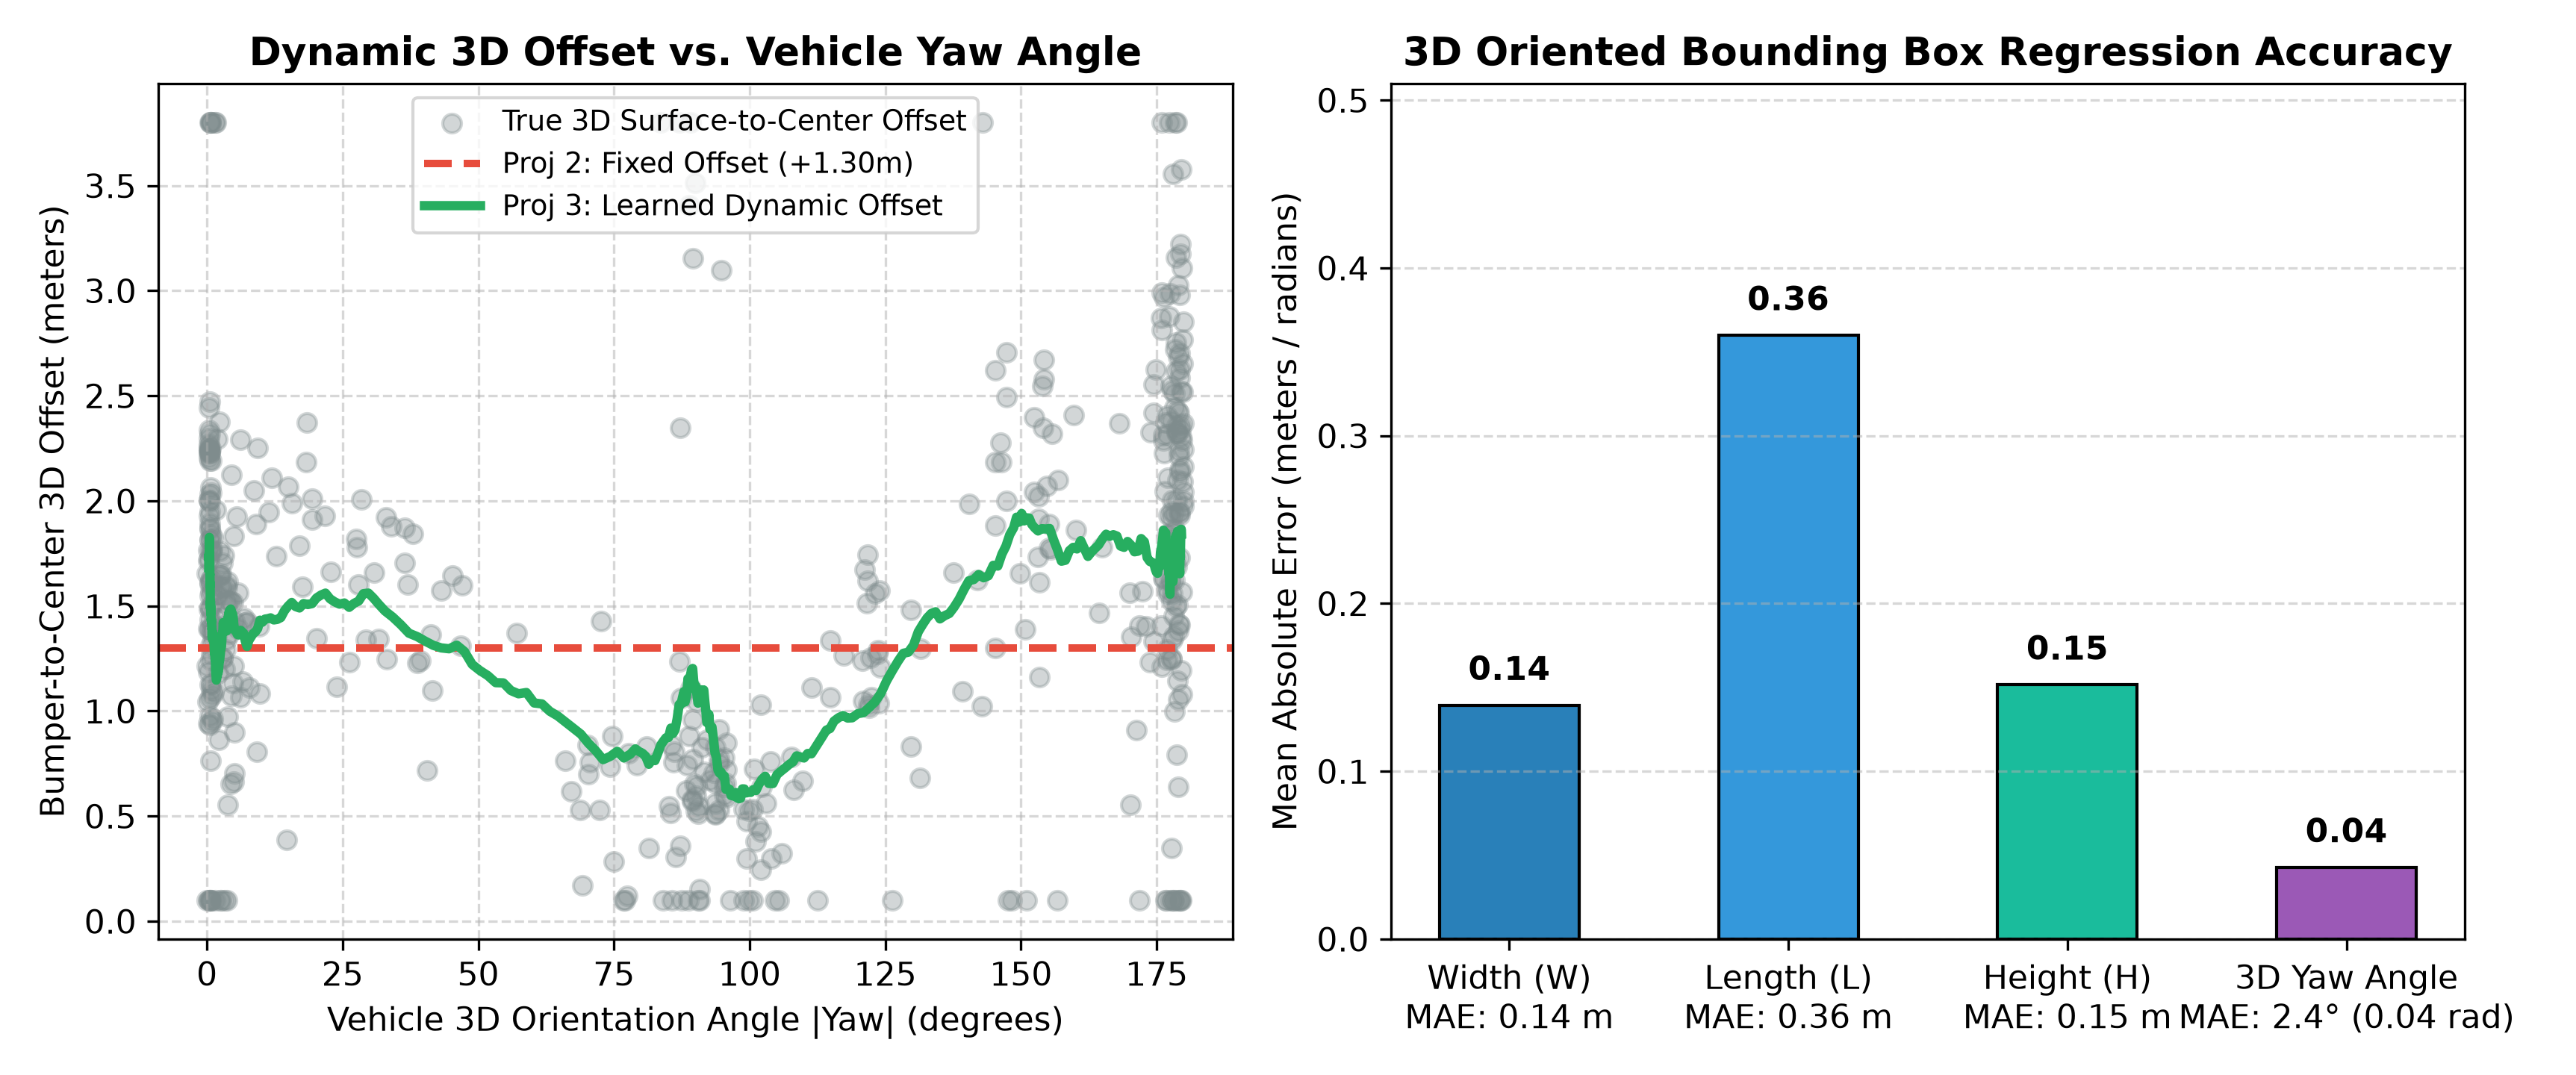 Dynamic 3D Offset vs. Vehicle Yaw Angle
True 3D Surface-to-Center Offset
Proj 2: Fixed Offset (+1.30m)
Proj 3: Learned Dynamic Offset
Bumper-to-Center 3D Offset (meters)
3.5
3.0
2.5
2.0
1.5
1.0
0.5
0.0
0 25 50 75 100 125 150 175
Vehicle 3D Orientation Angle |Yaw| (degrees)
3D Oriented Bounding Box Regression Accuracy
Mean Absolute Error (meters / radians)
0.5
0.4
0.3
0.2
0.1
0.0
0.14
0.36
0.15
0.04
Width (W)
MAE: 0.14 m
Length (L)
MAE: 0.36 m
Height (H)
MAE: 0.15 m
3D Yaw Angle
MAE: 2.4° (0.04 rad)